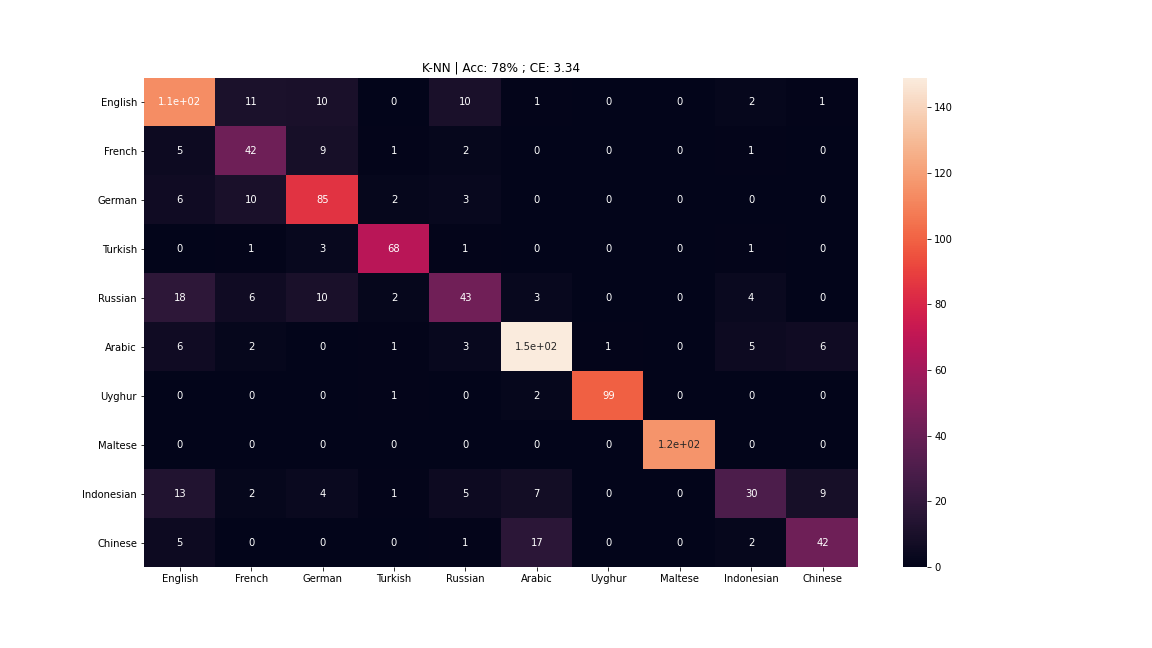 K-NN | Acc: 78% ; CE: 3.34
English 1.1e+02 11 10 0 10 1 0 0 2 1
French 5 42 9 1 2 0 0 0 1 0
German 6 10 85 2 3 0 0 0 0 0
Turkish 0 1 3 68 1 0 0 0 1 0
Russian 18 6 10 2 43 3 0 0 4 0
Arabic 6 2 0 1 3 1.5e+02 1 0 5 6
Uyghur 0 0 0 1 0 2 99 0 0 0
Maltese 0 0 0 0 0 0 0 1.2e+02 0 0
Indonesian 13 2 4 1 5 7 0 0 30 9
Chinese 5 0 0 0 1 17 0 0 2 42
English French German Turkish Russian Arabic Uyghur Maltese Indonesian Chinese
140
120
100
80
60
40
20
0